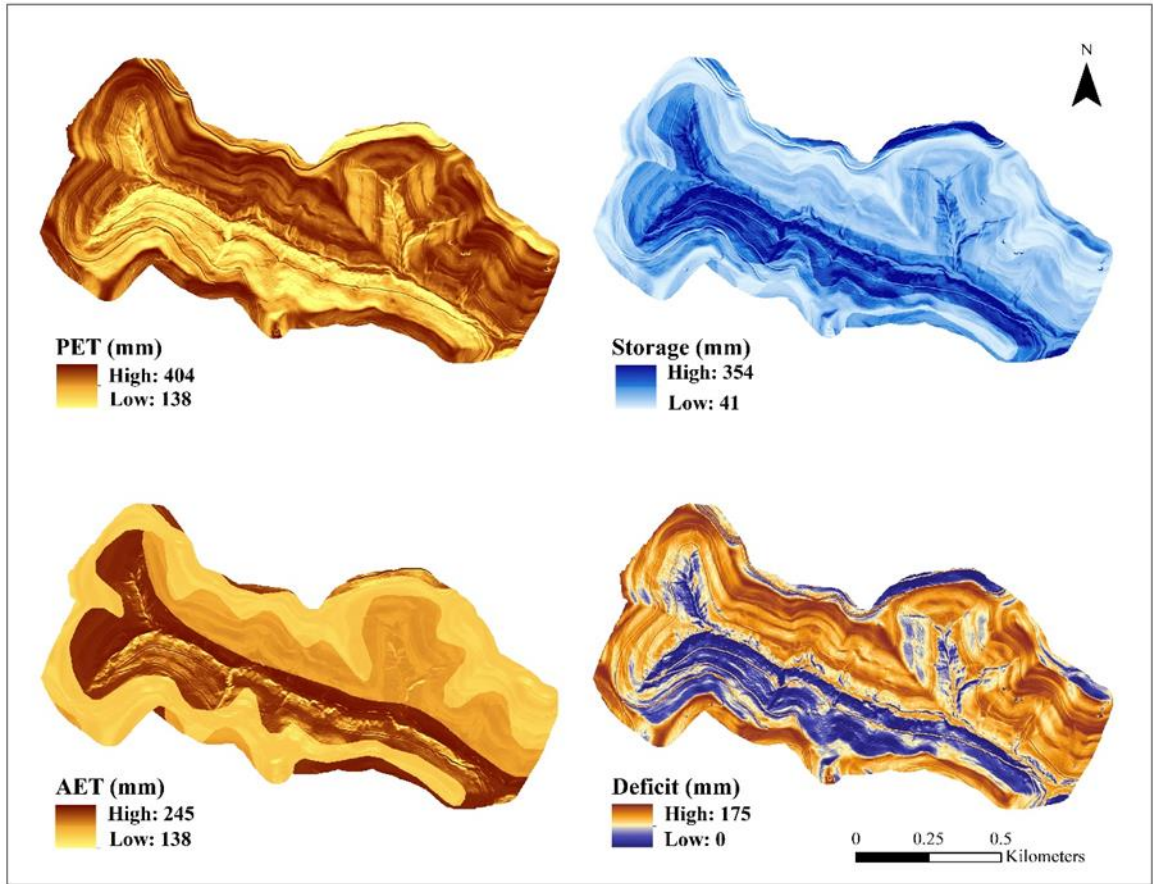 N
PET (mm)
High: 404
Low: 138
Storage (mm)
High: 354
Low: 41
AET (mm)
High: 245
Low: 138
Deficit (mm)
High: 175
Low: 0
0 0.25 0.5
Kilometers